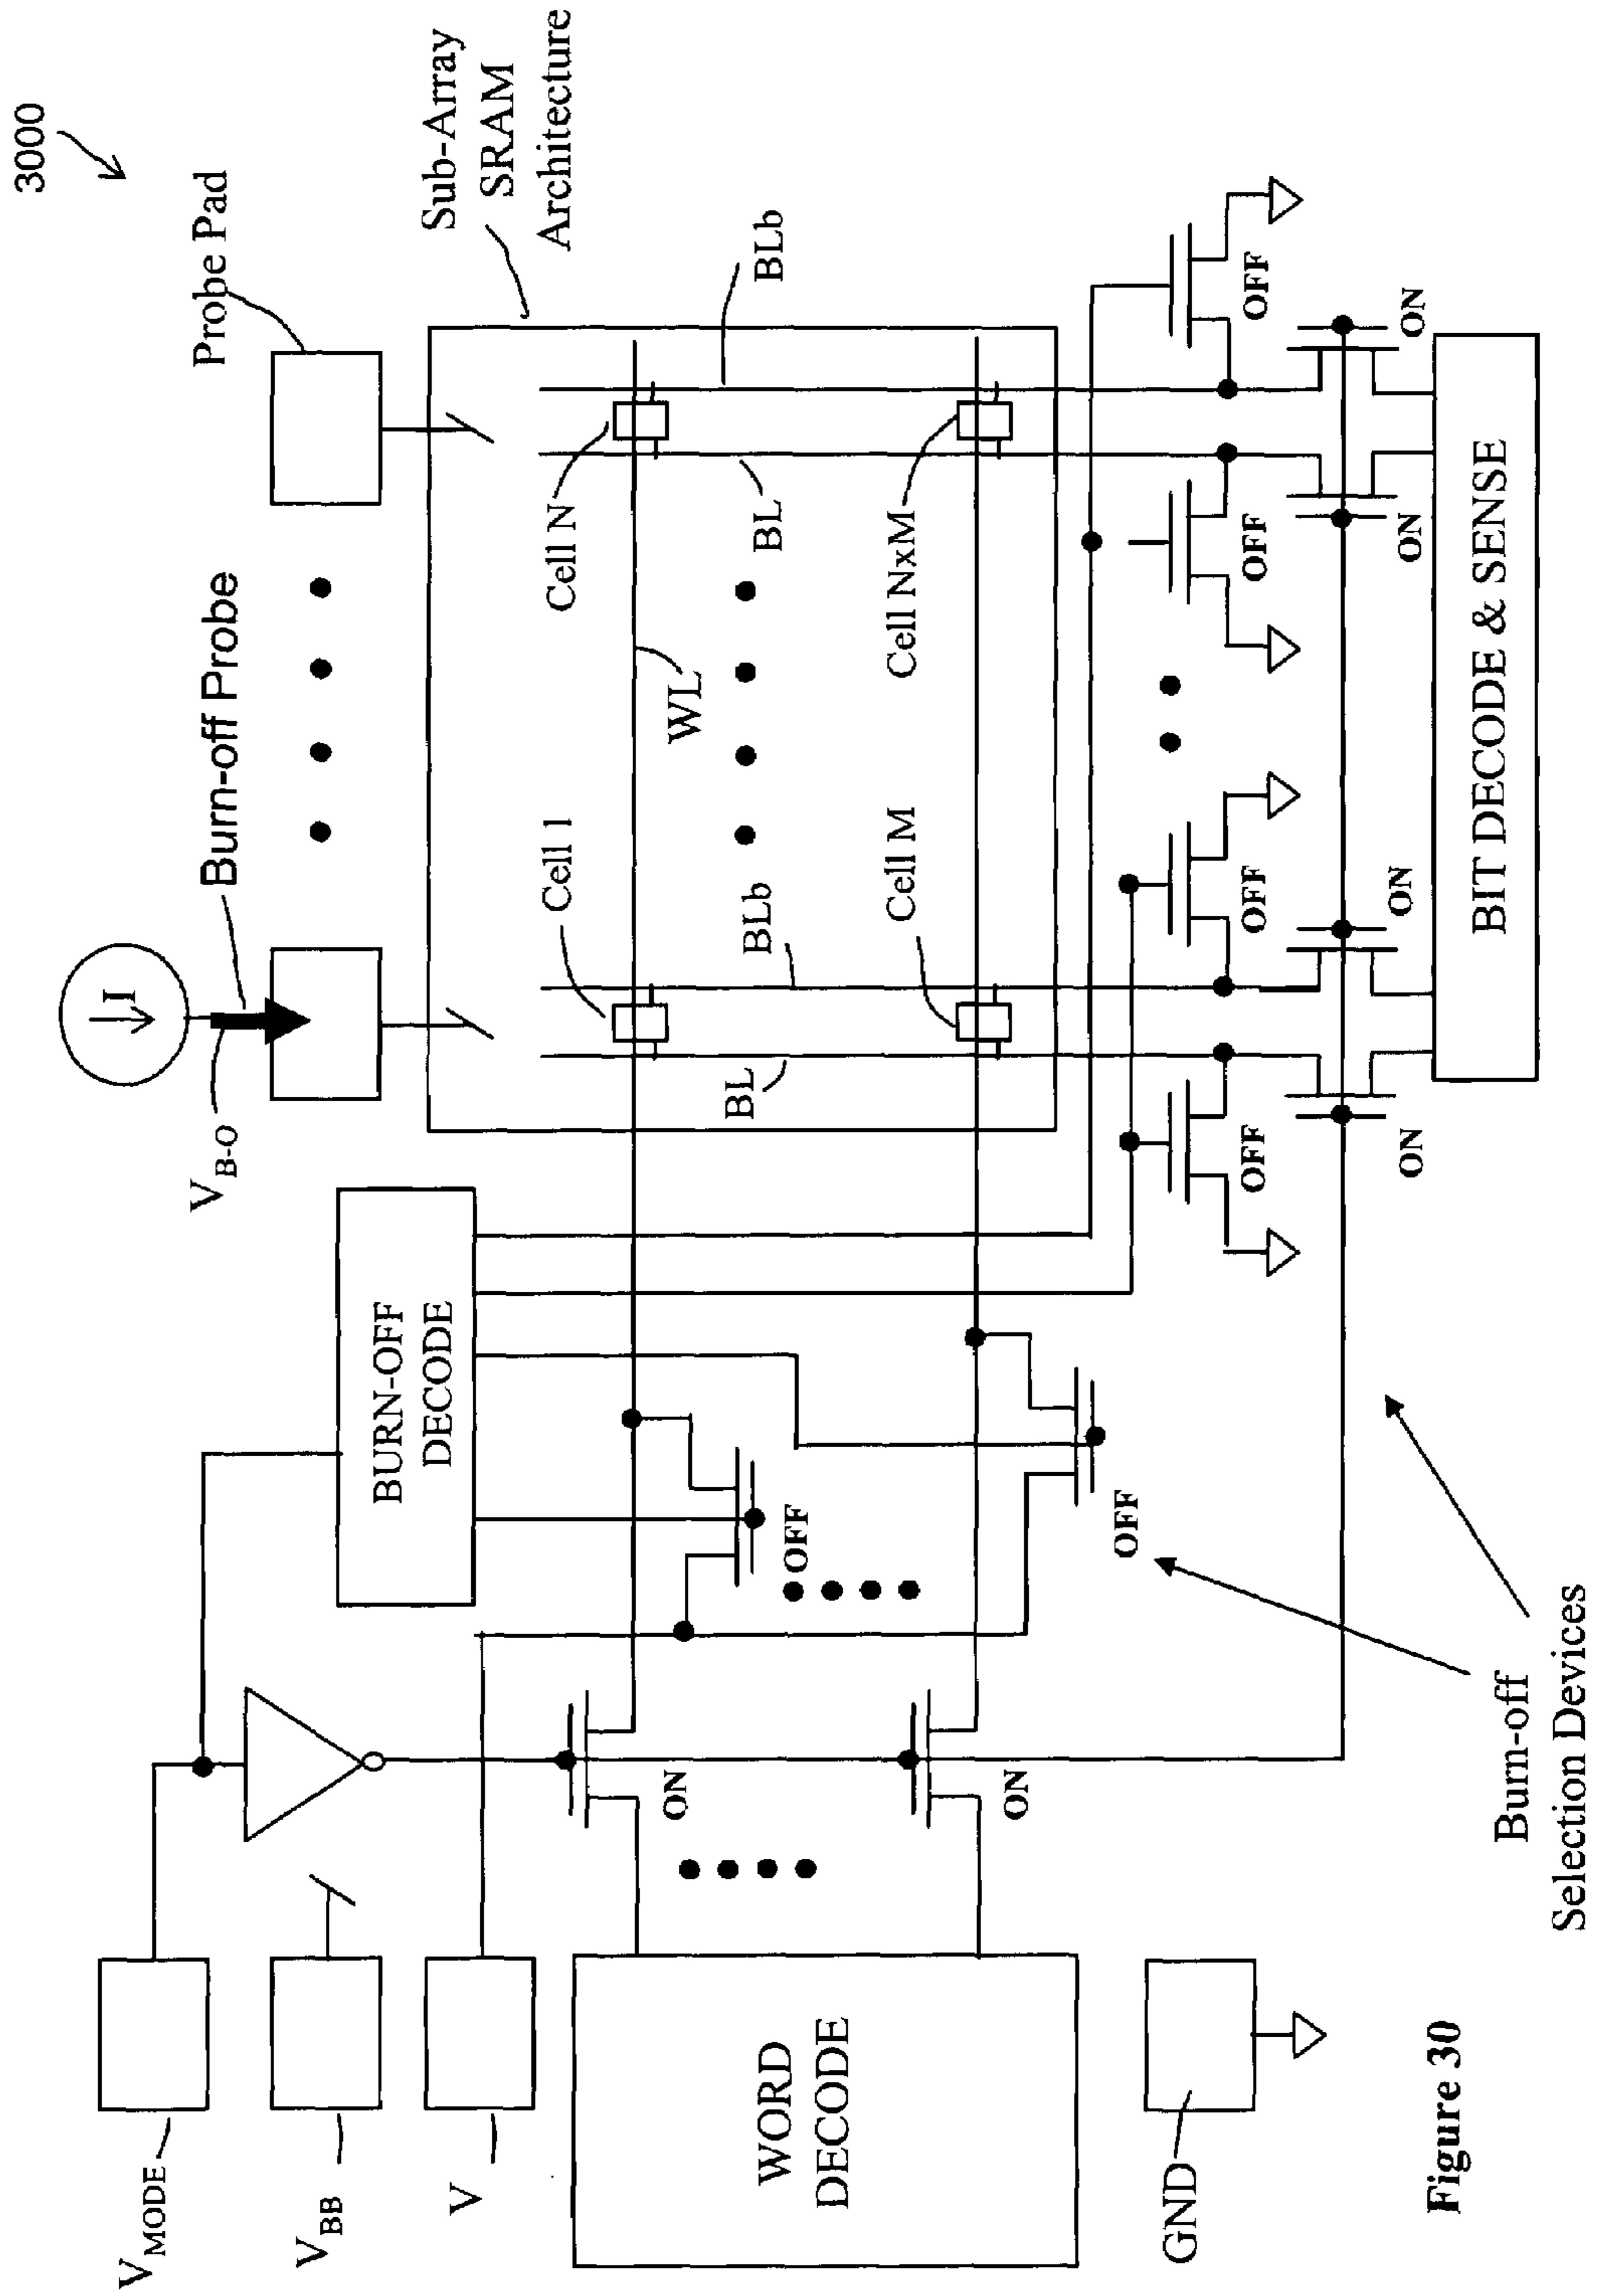 3000
Probe Pad
Burn-off Probe
V_B-O
I
Sub-Array
SRAM
Architecture
V_MODE
V_BB
V
BURN-OFF
DECODE
Cell 1
Cell N
WL
BL
BLb
BL
BLb
Cell M
Cell NxM
WORD
DECODE
ON
ON
OFF
OFF
OFF
OFF
OFF
OFF
ON
ON
ON
ON
BIT DECODE & SENSE
GND
Burn-off
Selection Devices
Figure 30